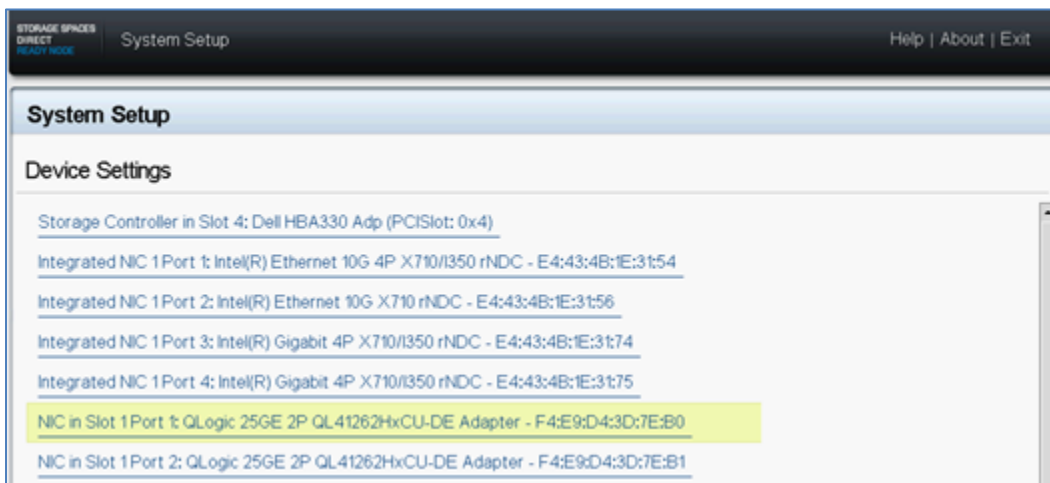 STORAGE SPACES
DIRECT
READY NODE
System Setup
Help | About | Exit
System Setup
Device Settings
Storage Controller in Slot 4: Dell HBA330 Adp (PCISlot: 0x4)
Integrated NIC 1 Port 1: Intel(R) Ethernet 10G 4P X710/I350 rNDC - E4:43:4B:1E:31:54
Integrated NIC 1 Port 2: Intel(R) Ethernet 10G X710 rNDC - E4:43:4B:1E:31:56
Integrated NIC 1 Port 3: Intel(R) Gigabit 4P X710/I350 rNDC - E4:43:4B:1E:31:74
Integrated NIC 1 Port 4: Intel(R) Gigabit 4P X710/I350 rNDC - E4:43:4B:1E:31:75
NIC in Slot 1 Port 1: QLogic 25GE 2P QL41262HxCU-DE Adapter - F4:E9:D4:3D:7E:B0
NIC in Slot 1 Port 2: QLogic 25GE 2P QL41262HxCU-DE Adapter - F4:E9:D4:3D:7E:B1